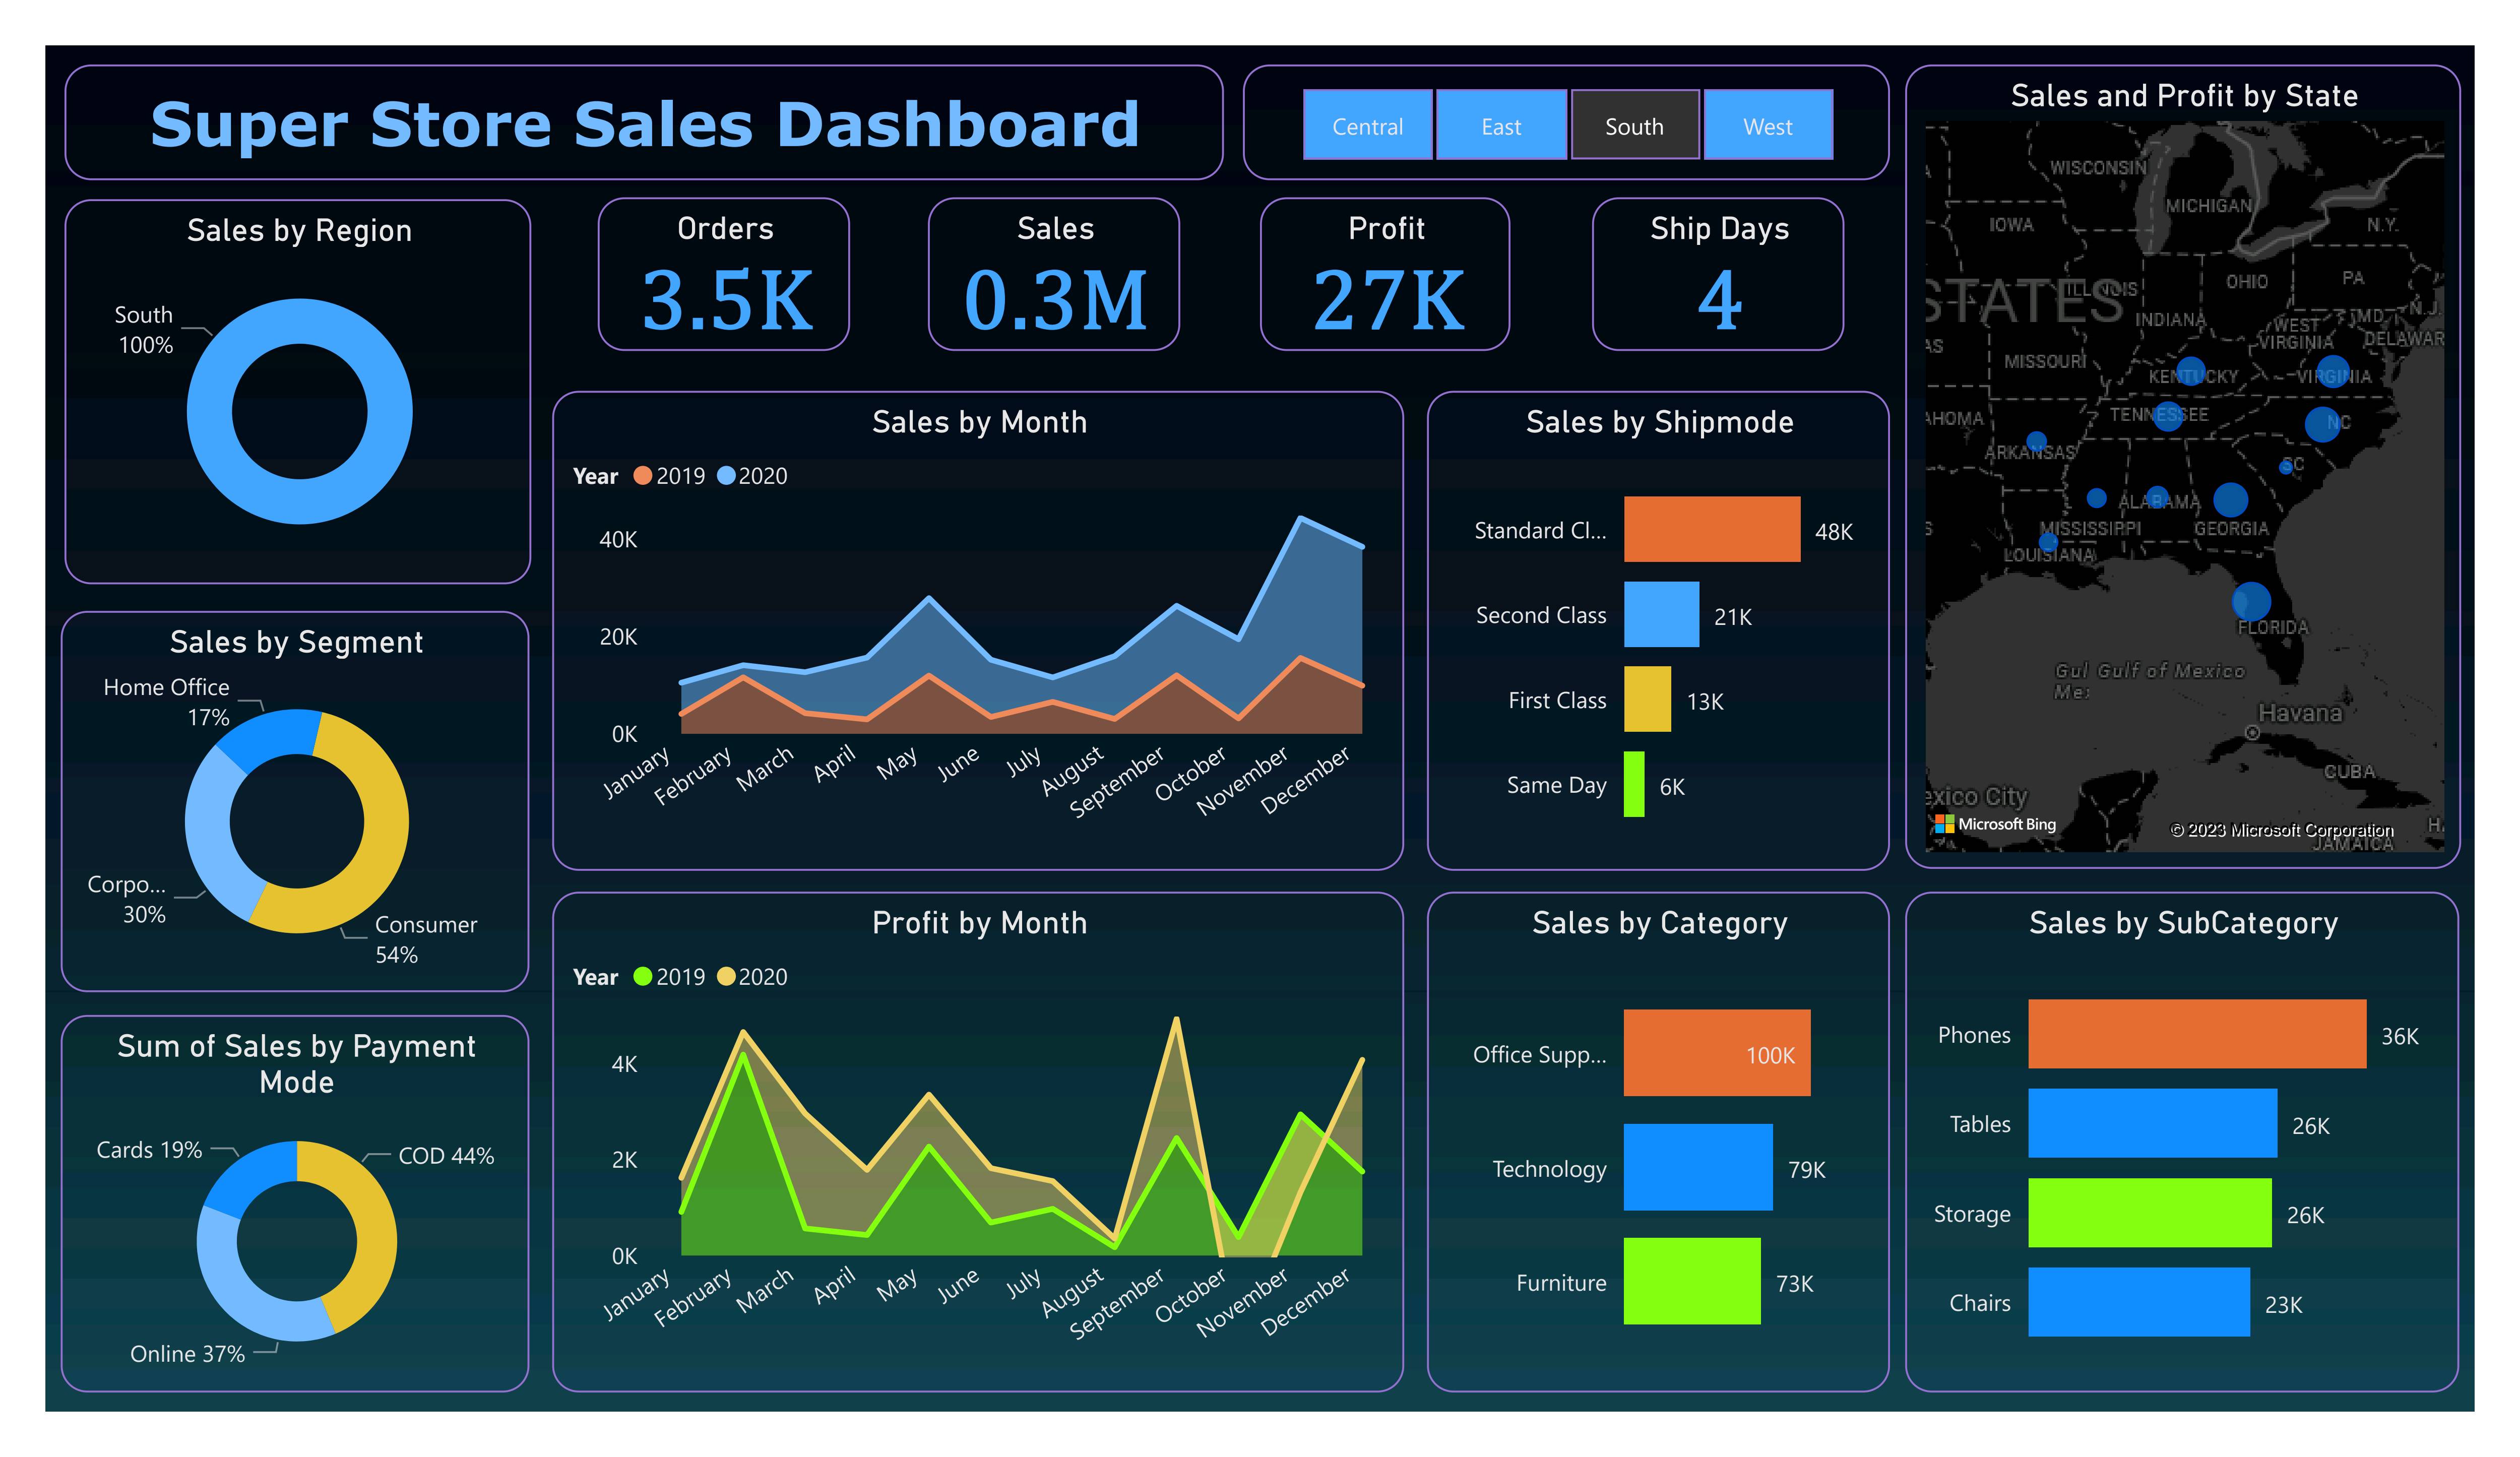 Super Store Sales Dashboard
Central East South West
Sales by Region
South
100%
Orders
3.5K
Sales
0.3M
Profit
27K
Ship Days
4
Sales and Profit by State
WISCONSIN
MICHIGAN
IOWA
N.Y.
STATES
ILLINOIS
OHIO
PA
INDIANA
MD
N.J.
WEST
VIRGINIA
DELAWAR
AS
MISSOURI
KENTUCKY
VIRGINIA
AHOMA
TENNESSEE
NC
ARKANSAS
SC
ALABAMA
MISSISSIPPI
GEORGIA
LOUISIANA
FLORIDA
Gul Gulf of Mexico
Havana
CUBA
exico City
Microsoft Bing
© 2023 Microsoft Corporation
JAMAICA
Sales by Segment
Home Office
17%
Corpo...
30%
Consumer
54%
Sales by Month
Year 2019 2020
40K
20K
0K
January
February
March
April
May
June
July
August
September
October
November
December
Sales by Shipmode
Standard Cl... 48K
Second Class 21K
First Class 13K
Same Day 6K
Sum of Sales by Payment
Mode
Cards 19%
COD 44%
Online 37%
Profit by Month
Year 2019 2020
4K
2K
0K
January
February
March
April
May
June
July
August
September
October
November
December
Sales by Category
Office Supp... 100K
Technology 79K
Furniture 73K
Sales by SubCategory
Phones 36K
Tables 26K
Storage 26K
Chairs 23K